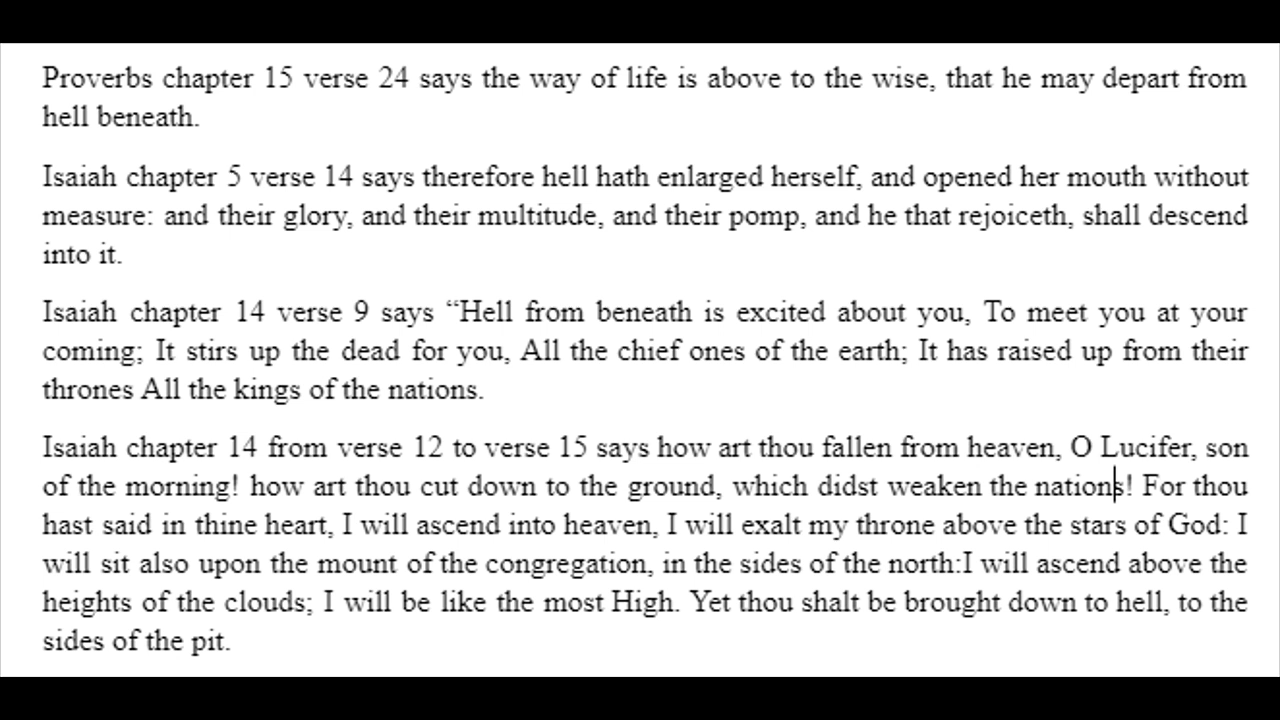 Proverbs chapter 15 verse 24 says the way of life is above to the wise, that he may depart from
hell beneath.
Isaiah chapter 5 verse 14 says therefore hell hath enlarged herself, and opened her mouth without
measure: and their glory, and their multitude, and their pomp, and he that rejoiceth, shall descend
into it.
Isaiah chapter 14 verse 9 says “Hell from beneath is excited about you, To meet you at your
coming; It stirs up the dead for you, All the chief ones of the earth; It has raised up from their
thrones All the kings of the nations.
Isaiah chapter 14 from verse 12 to verse 15 says how art thou fallen from heaven, O Lucifer, son
of the morning! how art thou cut down to the ground, which didst weaken the nations! For thou
hast said in thine heart, I will ascend into heaven, I will exalt my throne above the stars of God: I
will sit also upon the mount of the congregation, in the sides of the north:I will ascend above the
heights of the clouds; I will be like the most High. Yet thou shalt be brought down to hell, to the
sides of the pit.